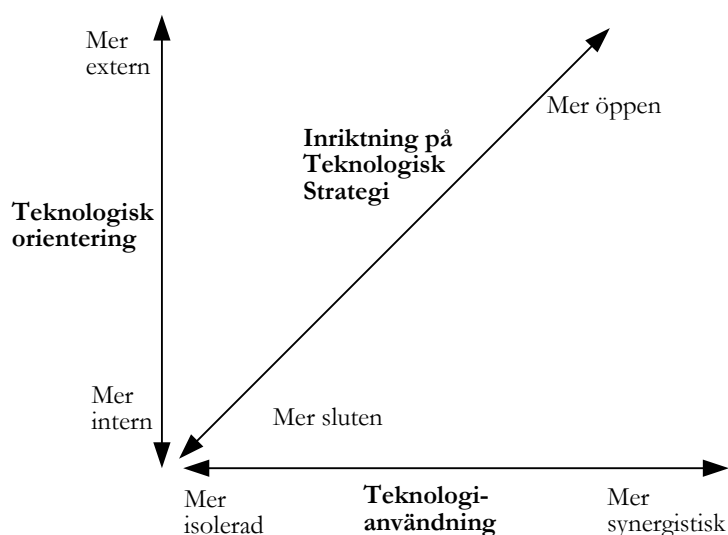 Mer
extern
Mer öppen
Inriktning på
Teknologisk
Strategi
Teknologisk
orientering
Mer
intern
Mer sluten
Mer
isolerad
Teknologi-
användning
Mer
synergistisk